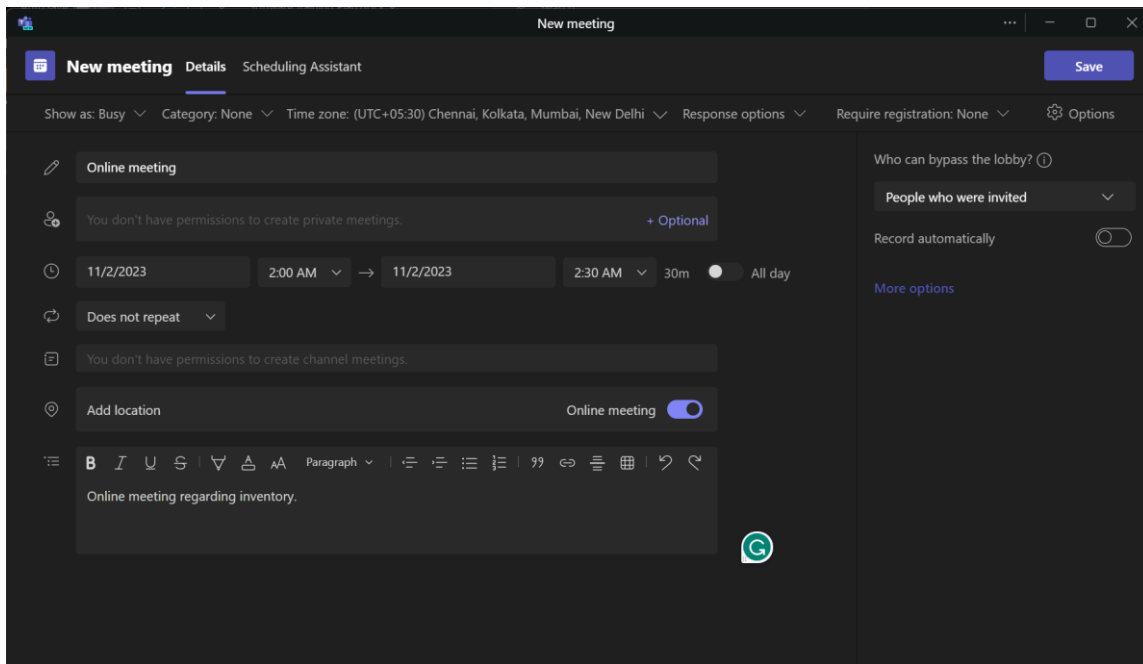 New meeting
New meeting Details Scheduling Assistant Save
Show as: Busy Category: None Time zone: (UTC+05:30) Chennai, Kolkata, Mumbai, New Delhi Response options Require registration: None Options
Online meeting
You don't have permissions to create private meetings. + Optional
11/2/2023 2:00 AM → 11/2/2023 2:30 AM 30m All day
Does not repeat
You don't have permissions to create channel meetings.
Add location Online meeting
B I U S AA Paragraph
Online meeting regarding inventory.
Who can bypass the lobby?
People who were invited
Record automatically
More options